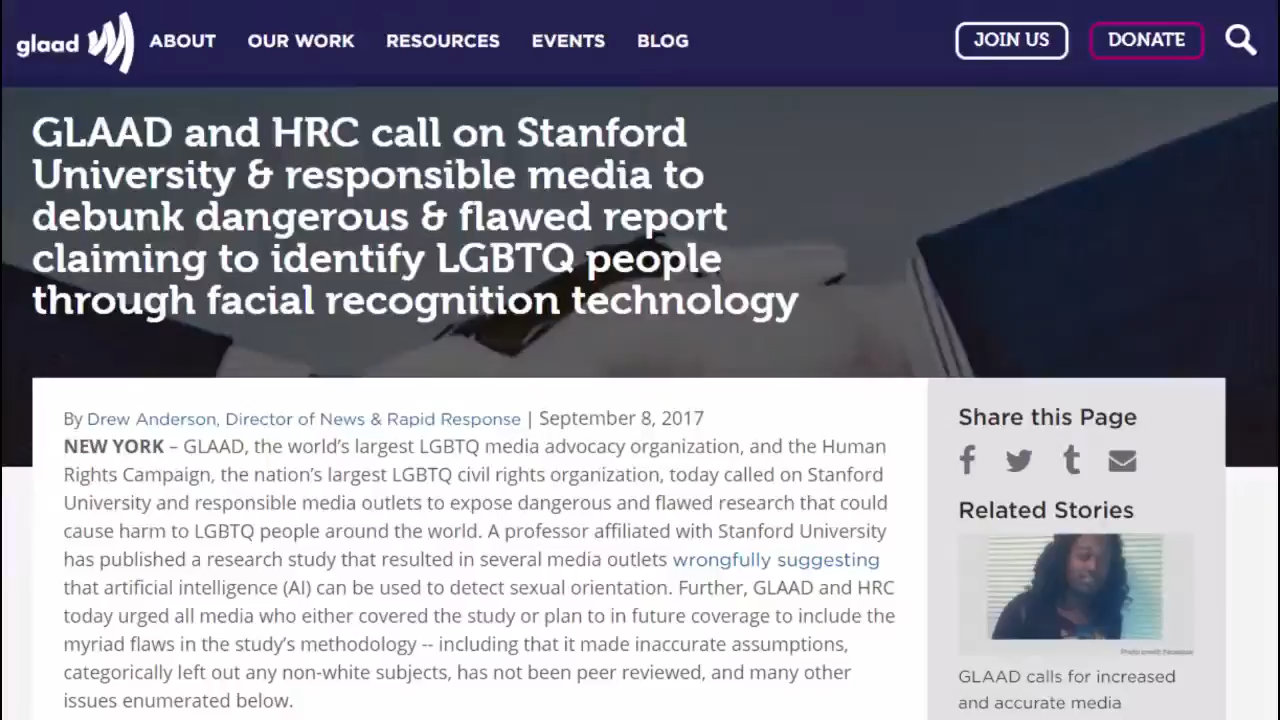 glaad
ABOUT
OUR WORK
RESOURCES
EVENTS
BLOG
JOIN US
DONATE
GLAAD and HRC call on Stanford
University & responsible media to
debunk dangerous & flawed report
claiming to identify LGBTQ people
through facial recognition technology
By Drew Anderson, Director of News & Rapid Response | September 8, 2017
NEW YORK – GLAAD, the world's largest LGBTQ media advocacy organization, and the Human
Rights Campaign, the nation's largest LGBTQ civil rights organization, today called on Stanford
University and responsible media outlets to expose dangerous and flawed research that could
cause harm to LGBTQ people around the world. A professor affiliated with Stanford University
has published a research study that resulted in several media outlets wrongfully suggesting
that artificial intelligence (AI) can be used to detect sexual orientation. Further, GLAAD and HRC
today urged all media who either covered the study or plan to in future coverage to include the
myriad flaws in the study's methodology -- including that it made inaccurate assumptions,
categorically left out any non-white subjects, has not been peer reviewed, and many other
issues enumerated below.
Share this Page
Related Stories
Photo credit: Facebook
GLAAD calls for increased
and accurate media